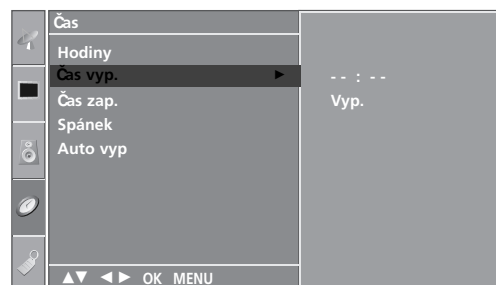 Čas
Hodiny
Čas vyp. ►
- - : - -
Čas zap.
Vyp.
Spánek
Auto vyp
▲▼ ◄► OK MENU